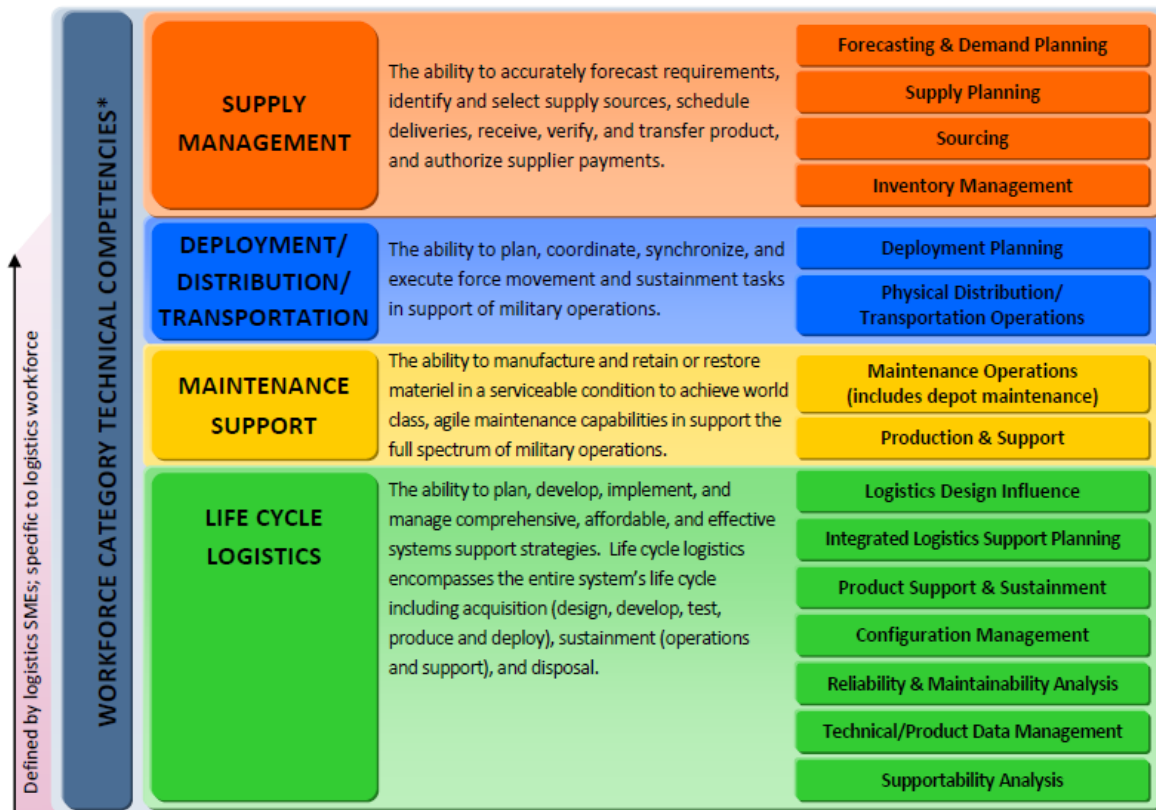 Defined by logistics SMEs; specific to logistics workforce
WORKFORCE CATEGORY TECHNICAL COMPETENCIES*
SUPPLY
MANAGEMENT
The ability to accurately forecast requirements,
identify and select supply sources, schedule
deliveries, receive, verify, and transfer product,
and authorize supplier payments.
Forecasting & Demand Planning
Supply Planning
Sourcing
Inventory Management
DEPLOYMENT/
DISTRIBUTION/
TRANSPORTATION
The ability to plan, coordinate, synchronize, and
execute force movement and sustainment tasks
in support of military operations.
Deployment Planning
Physical Distribution/
Transportation Operations
MAINTENANCE
SUPPORT
The ability to manufacture and retain or restore
materiel in a serviceable condition to achieve world
class, agile maintenance capabilities in support the
full spectrum of military operations.
Maintenance Operations
(includes depot maintenance)
Production & Support
LIFE CYCLE
LOGISTICS
The ability to plan, develop, implement, and
manage comprehensive, affordable, and effective
systems support strategies.  Life cycle logistics
encompasses the entire system's life cycle
including acquisition (design, develop, test,
produce and deploy), sustainment (operations
and support), and disposal.
Logistics Design Influence
Integrated Logistics Support Planning
Product Support & Sustainment
Configuration Management
Reliability & Maintainability Analysis
Technical/Product Data Management
Supportability Analysis